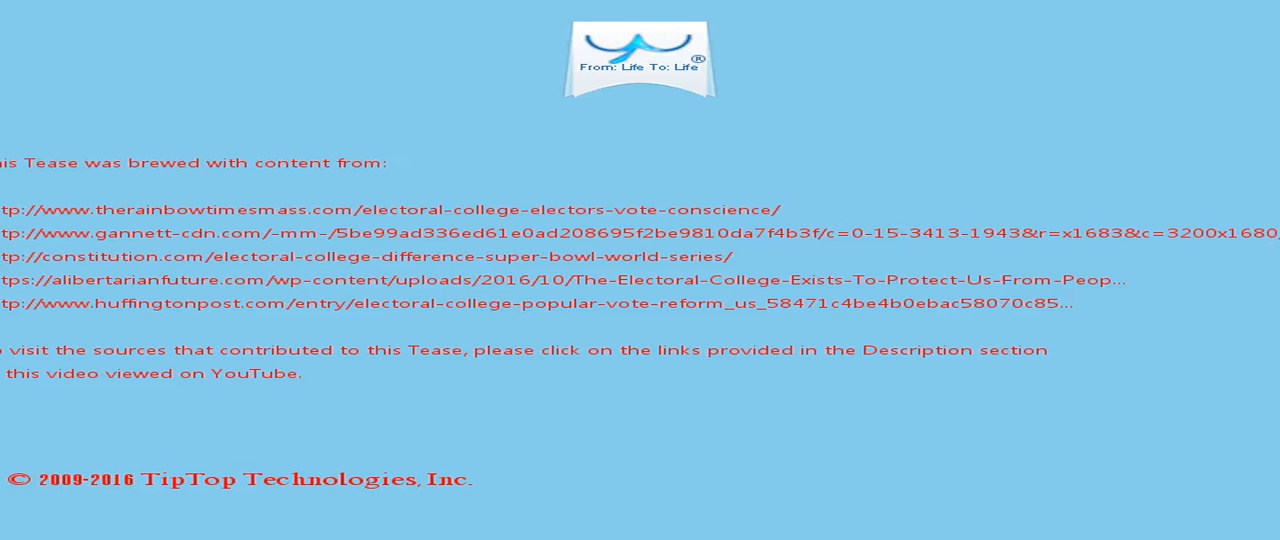 From: Life To: Life ®
is Tease was brewed with content from:
tp://www.therainbowtimesmass.com/electoral-college-electors-vote-conscience/
tp://www.gannett-cdn.com/-mm-/5be99ad336ed61e0ad208695f2be9810da7f4b3f/c=0-15-3413-1943&r=x1683&c=3200x1680/
tp://constitution.com/electoral-college-difference-super-bowl-world-series/
tps://alibertarianfuture.com/wp-content/uploads/2016/10/The-Electoral-College-Exists-To-Protect-Us-From-Peop...
tp://www.huffingtonpost.com/entry/electoral-college-popular-vote-reform_us_58471c4be4b0ebac58070c85...
o visit the sources that contributed to this Tease, please click on the links provided in the Description section
this video viewed on YouTube.
© 2009-2016 TipTop Technologies, Inc.